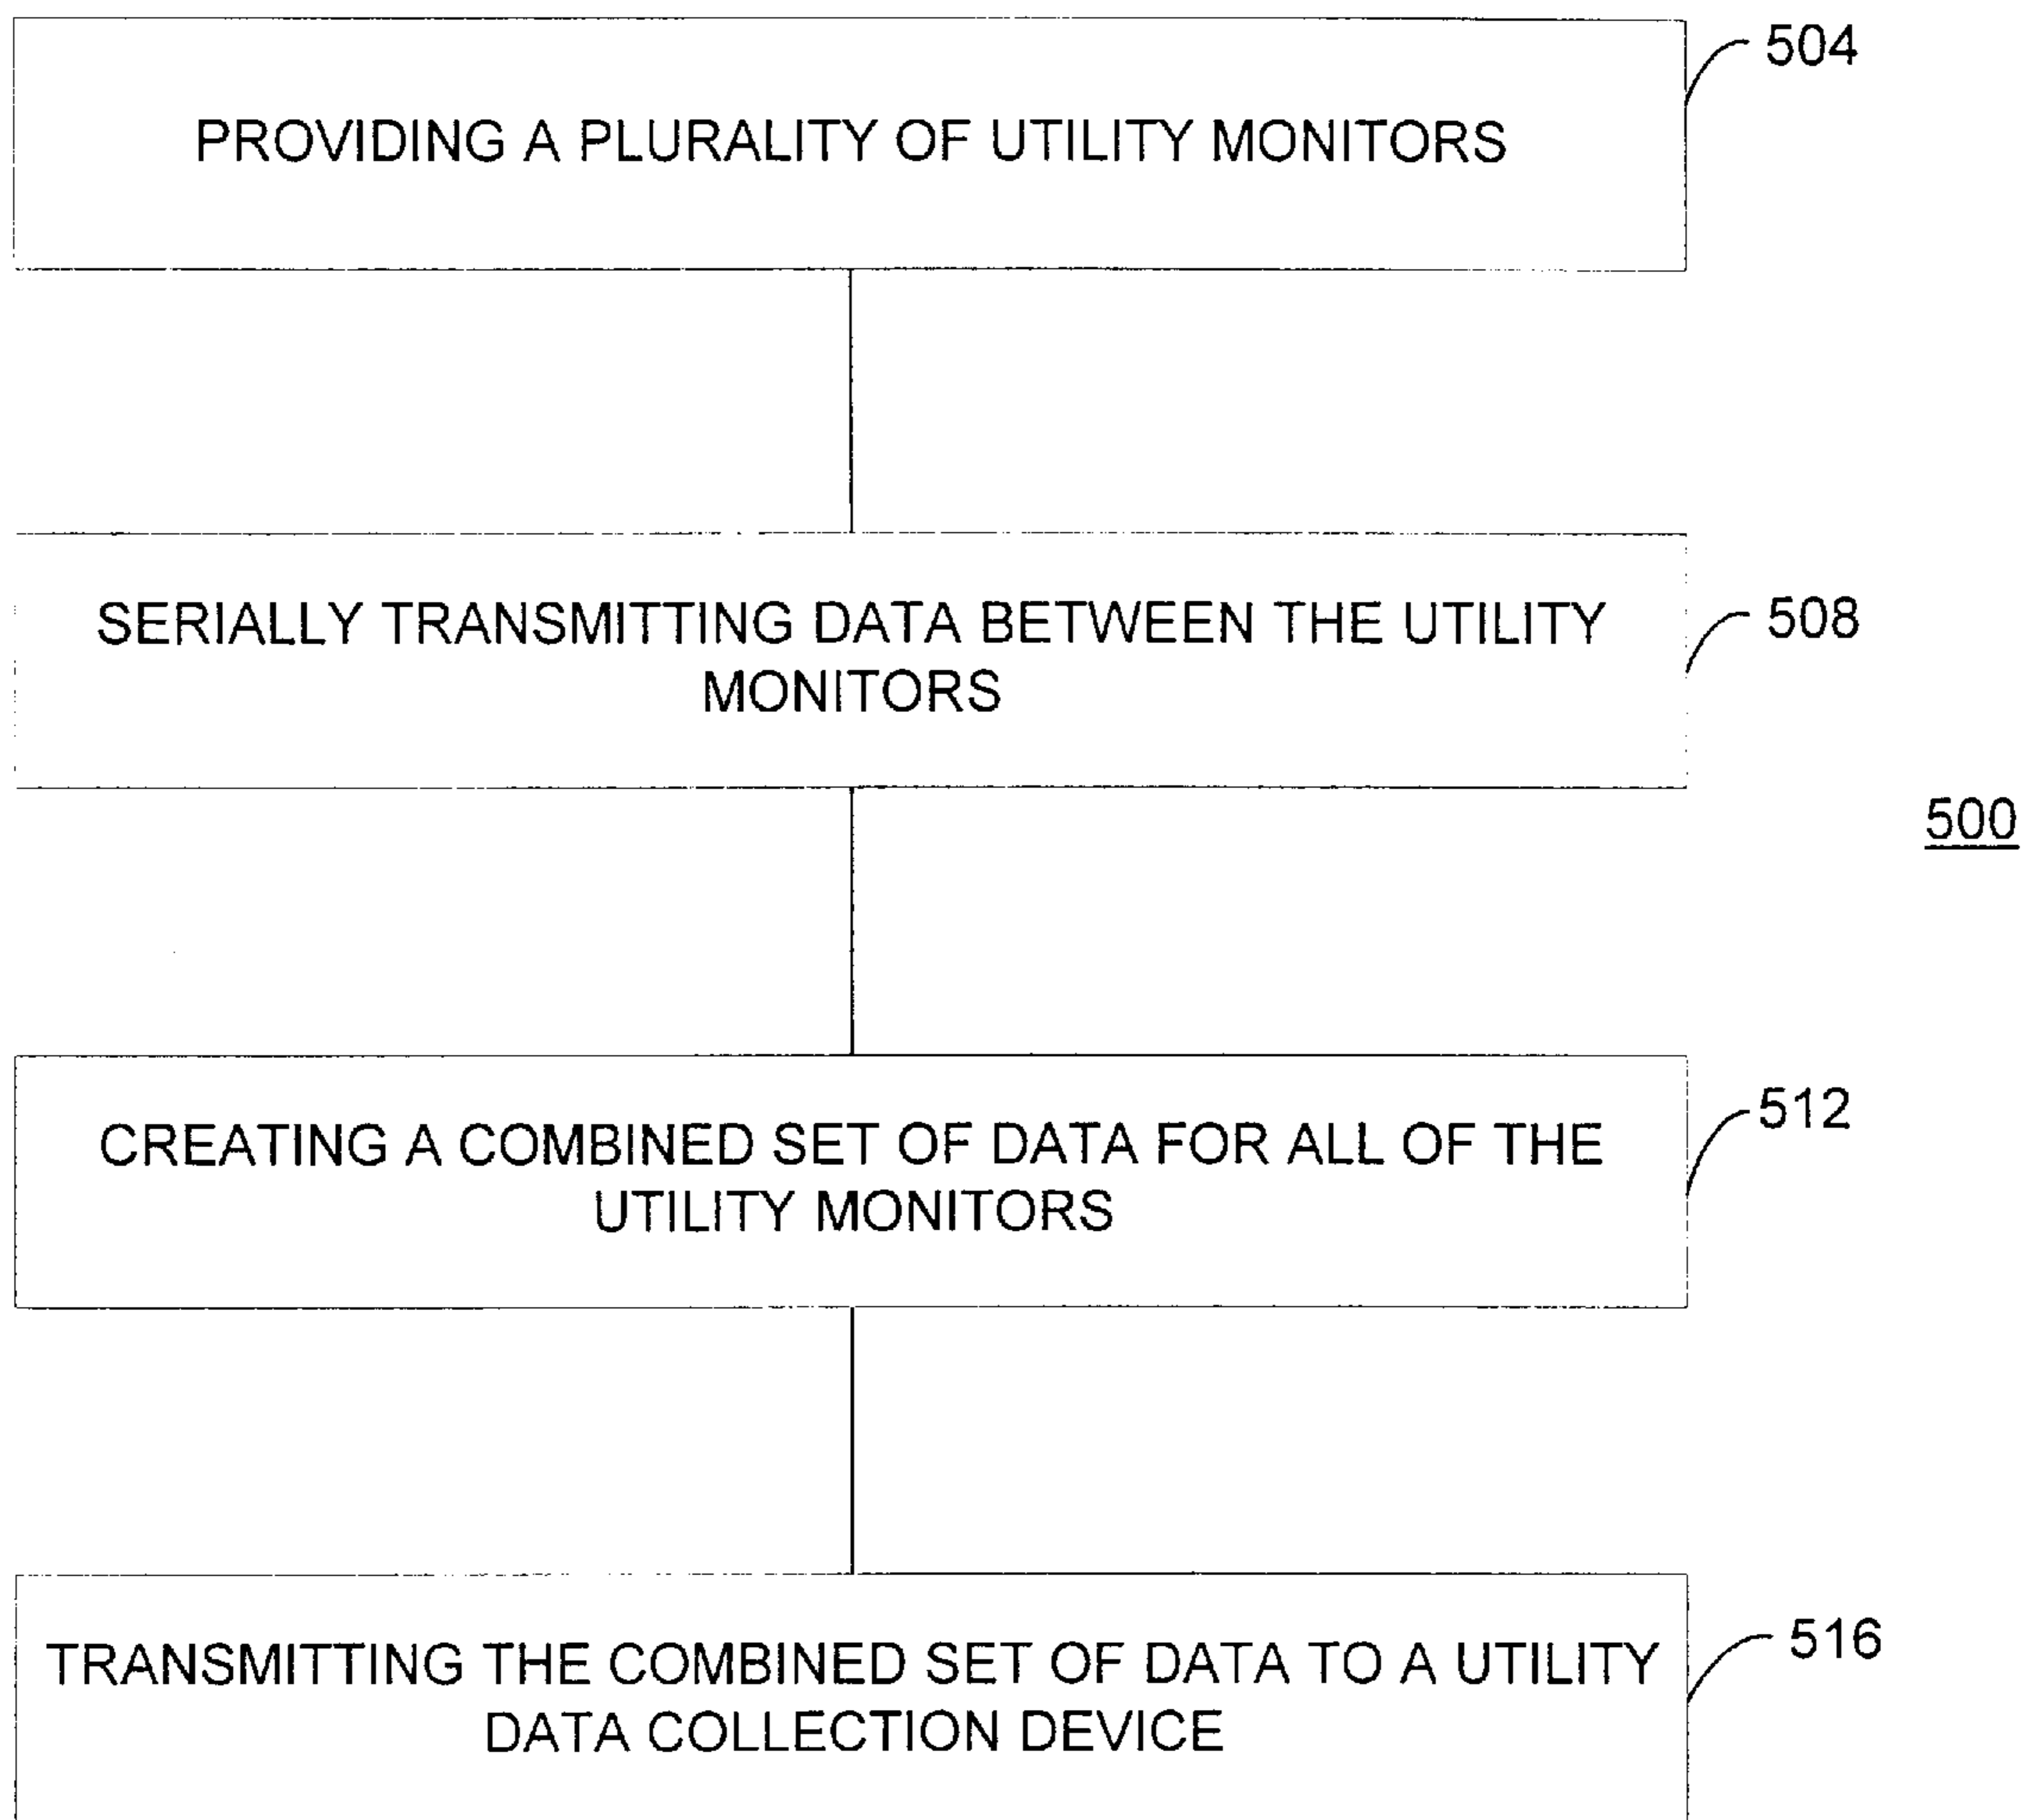 504
PROVIDING A PLURALITY OF UTILITY MONITORS
SERIALLY TRANSMITTING DATA BETWEEN THE UTILITY
MONITORS
508
500
CREATING A COMBINED SET OF DATA FOR ALL OF THE
UTILITY MONITORS
512
TRANSMITTING THE COMBINED SET OF DATA TO A UTILITY
DATA COLLECTION DEVICE
516